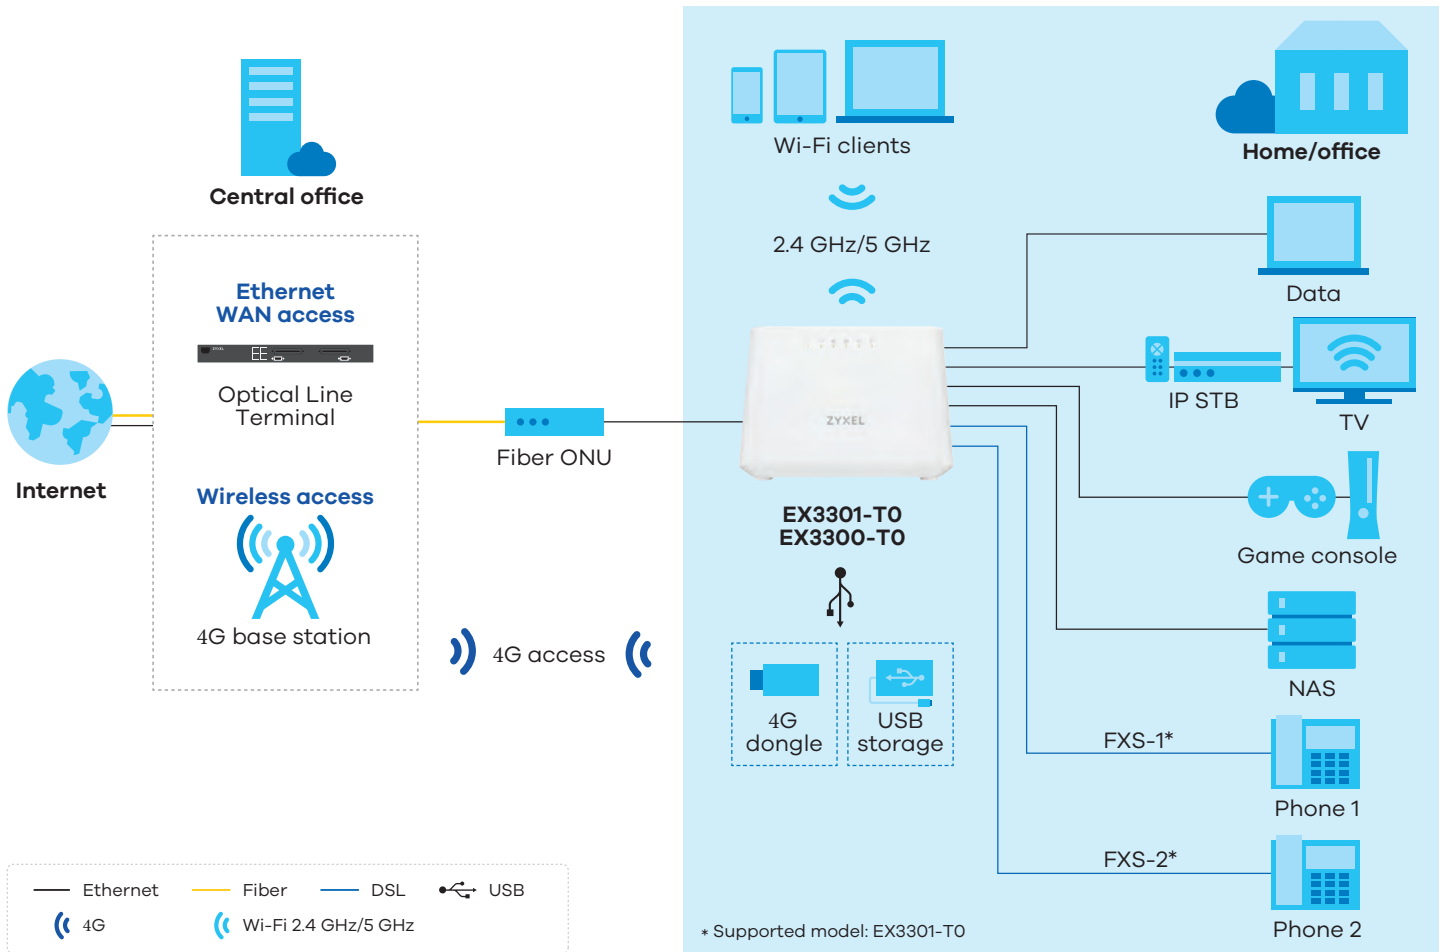 Central office
Ethernet
WAN access
ZYXEL
Optical Line
Terminal
Internet
Wireless access
4G base station
Fiber ONU
4G access
Wi-Fi clients
2.4 GHz/5 GHz
ZYXEL
EX3301-T0
EX3300-T0
4G
dongle
USB
storage
Home/office
Data
IP STB
TV
Game console
NAS
FXS-1*
Phone 1
FXS-2*
Phone 2
Ethernet
Fiber
DSL
USB
4G
Wi-Fi 2.4 GHz/5 GHz
* Supported model: EX3301-T0